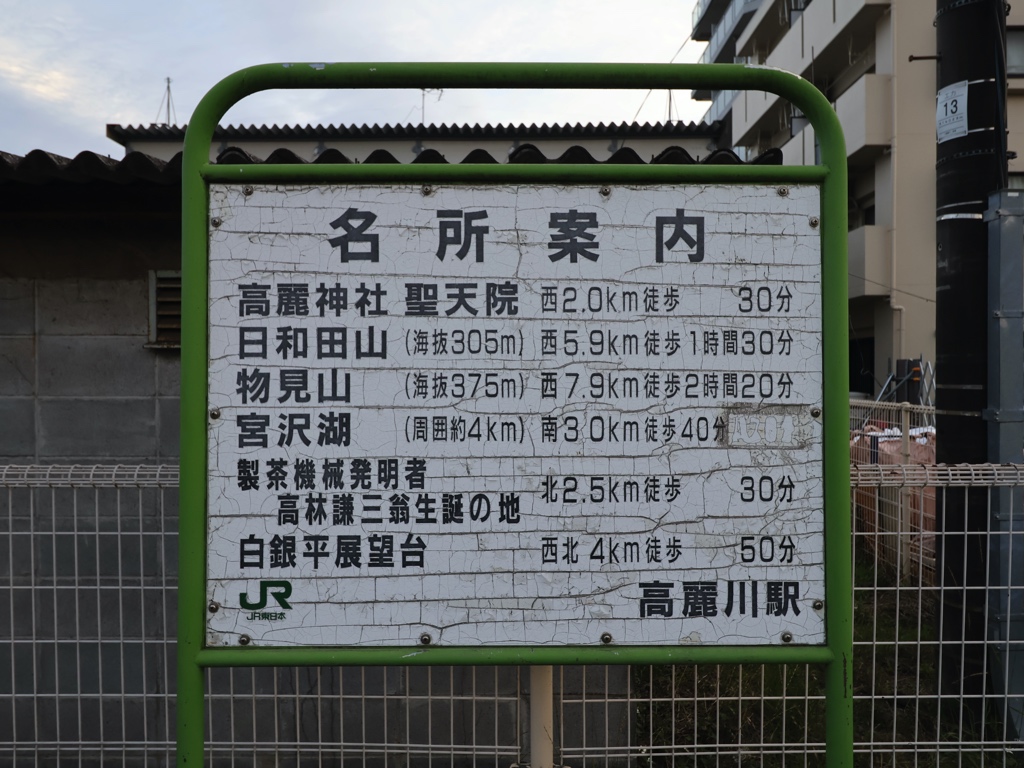 名所案内
高麗神社 聖天院 西2.0km徒歩 30分
日和田山 (海抜305m) 西5.9km徒歩1時間30分
物見山 (海抜375m) 西7.9km徒歩2時間20分
宮沢湖 (周囲約4km) 南3.0km徒歩40分
製茶機械発明者
高林謙三翁生誕の地 北2.5km徒歩 30分
白銀平展望台 西北 4km徒歩 50分
JR
JR東日本
高麗川駅
13